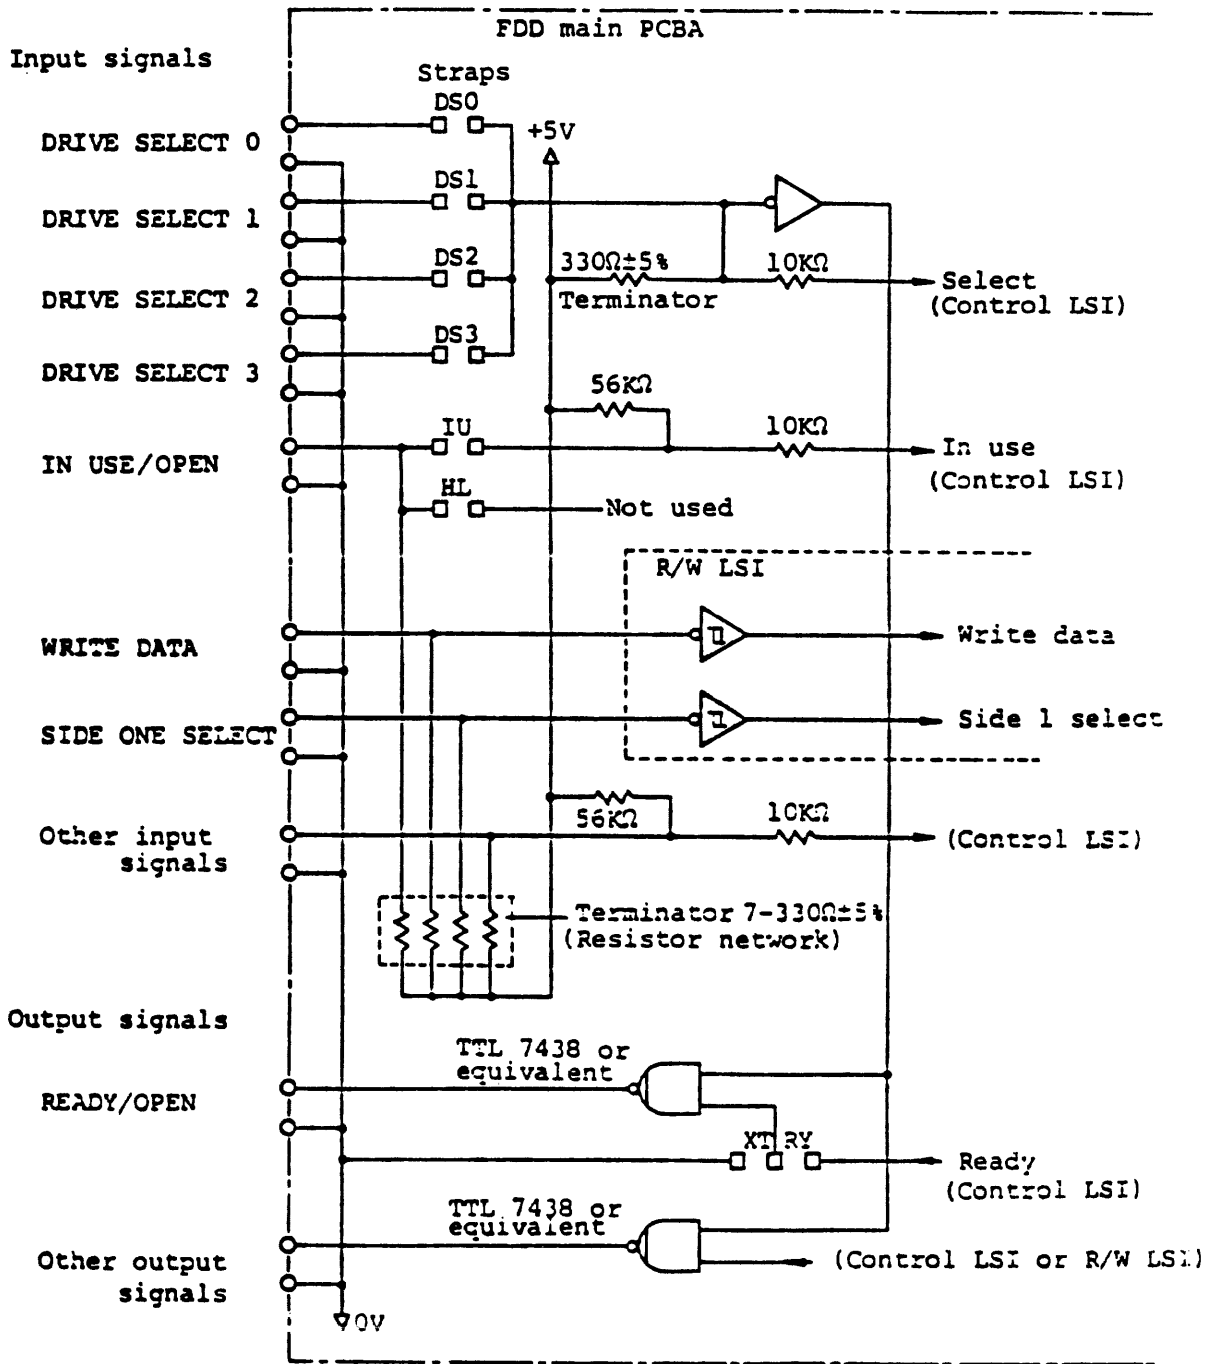 FDD main PCBA
Input signals
Straps
DS0
+5V
DRIVE SELECT 0
DS1
DRIVE SELECT 1
DS2
330Ω±5%
10KΩ
Terminator
Select
(Control LSI)
DRIVE SELECT 2
DS3
DRIVE SELECT 3
56KΩ
IU
10KΩ
In use
(Control LSI)
IN USE/OPEN
HL
Not used
R/W LSI
WRITE DATA
Write data
SIDE ONE SELECT
Side 1 select
56KΩ
10KΩ
Other input
signals
(Control LSI)
Terminator 7-330Ω±5%
(Resistor network)
Output signals
TTL 7438 or
equivalent
READY/OPEN
XT RY
Ready
(Control LSI)
TTL 7438 or
equivalent
Other output
signals
(Control LSI or R/W LSI)
0V